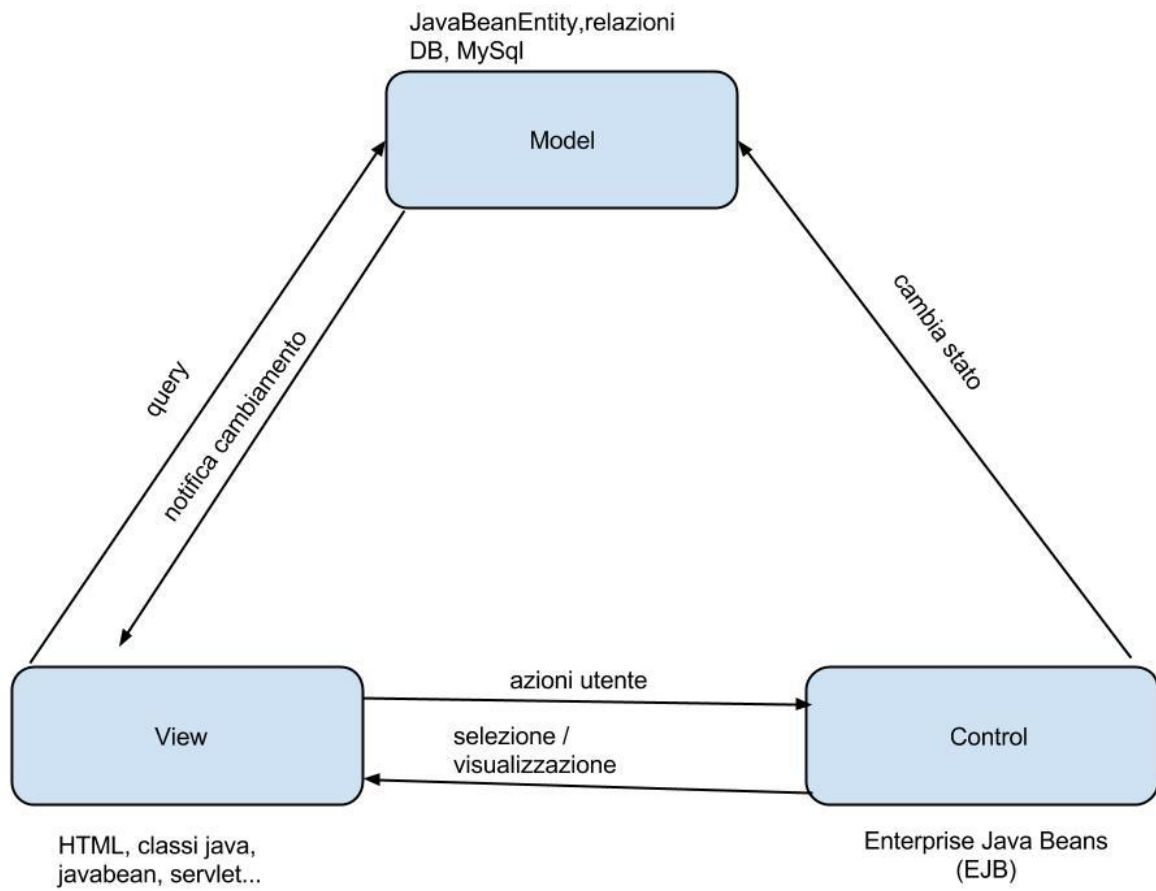 JavaBeanEntity,relazioni
DB, MySql
Model
query
notifica cambiamento
cambia stato
azioni utente
View
selezione /
visualizzazione
Control
HTML, classi java,
javabean, servlet...
Enterprise Java Beans
(EJB)